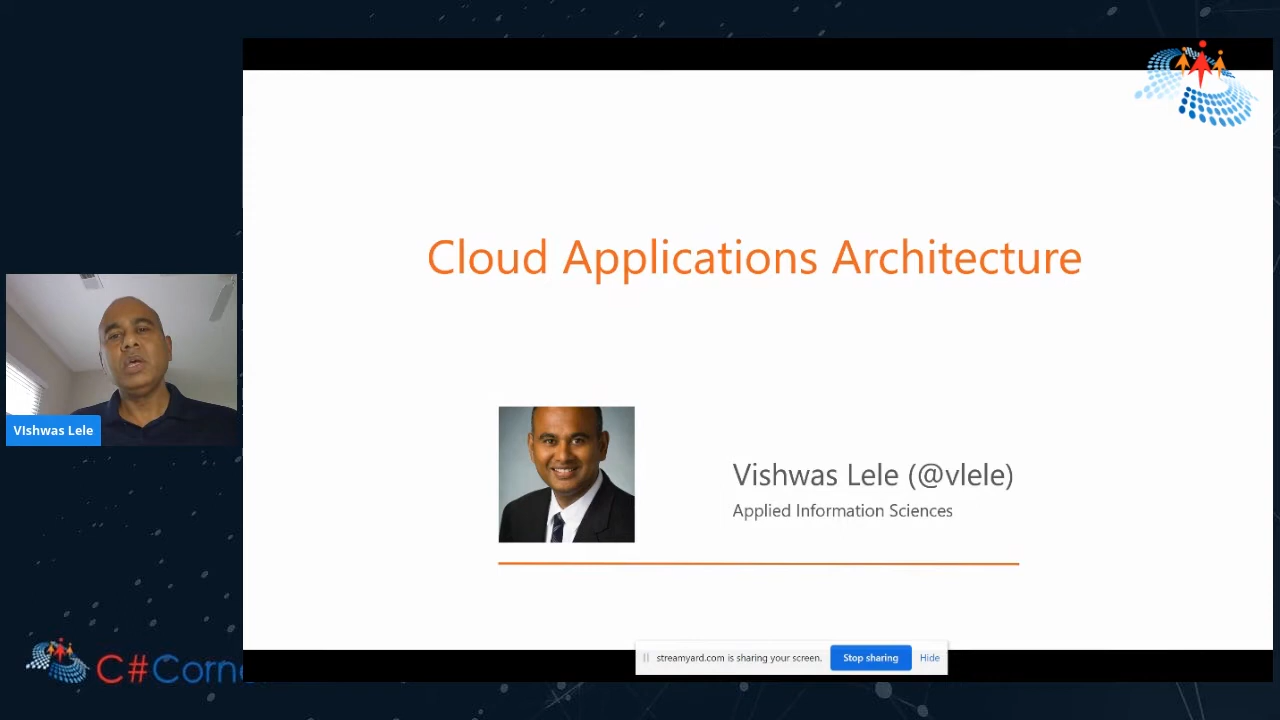 Cloud Applications Architecture
VIshwas Lele
Vishwas Lele (@vlele)
Applied Information Sciences
streamyard.com is sharing your screen.
Stop sharing
Hide
C#Corne